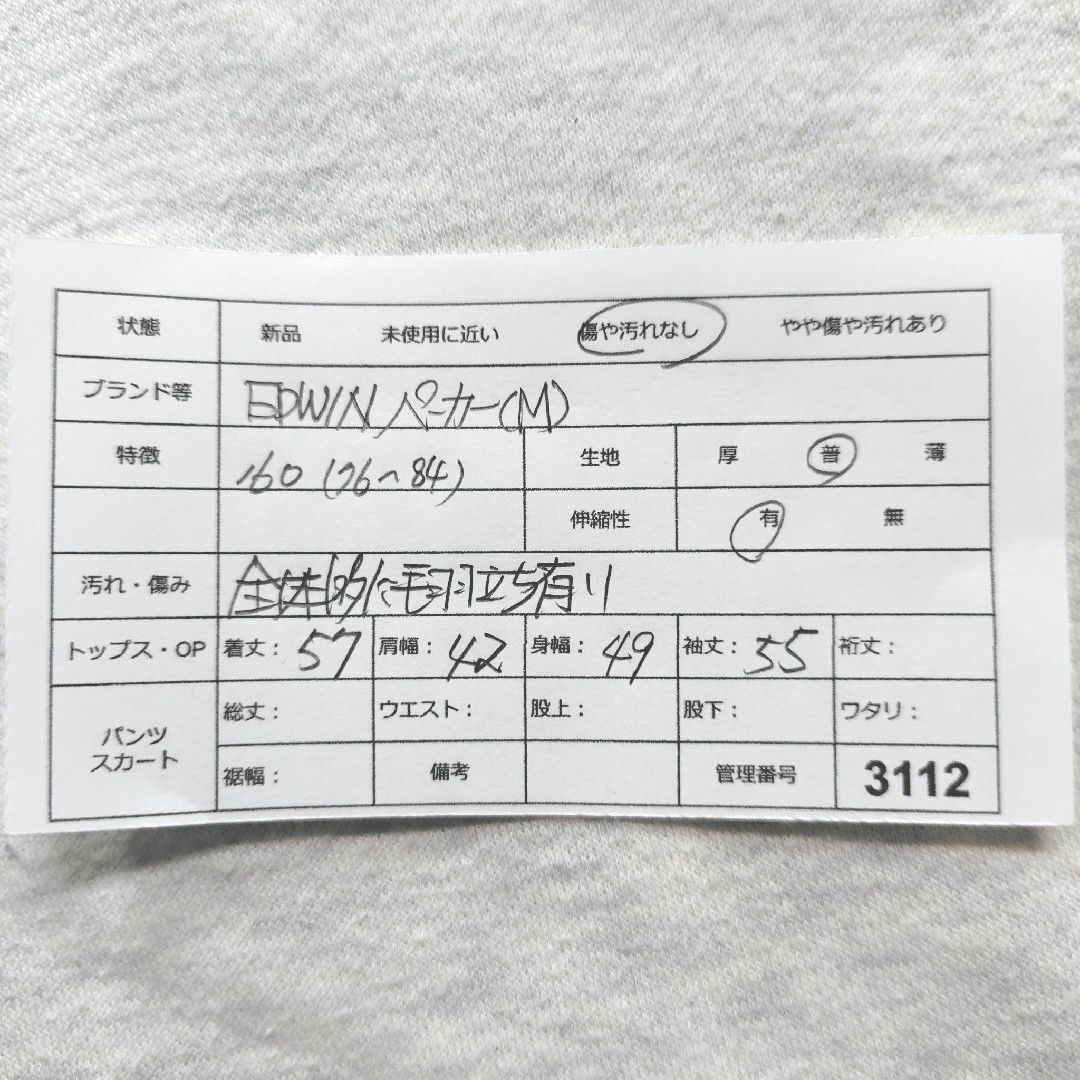 状態 新品 未使用に近い 傷や汚れなし やや傷や汚れあり
ブランド等 EDWIN パーカー(M)
特徴 160 (76~84) 生地 厚 普 薄
伸縮性 有 無
汚れ・傷み 全体的に毛羽立ち有り
トップス・OP 着丈: 57 肩幅: 42 身幅: 49 袖丈: 55 裄丈:
パンツ スカート 総丈: ウエスト: 股上: 股下: ワタリ:
裾幅: 備考 管理番号 3112